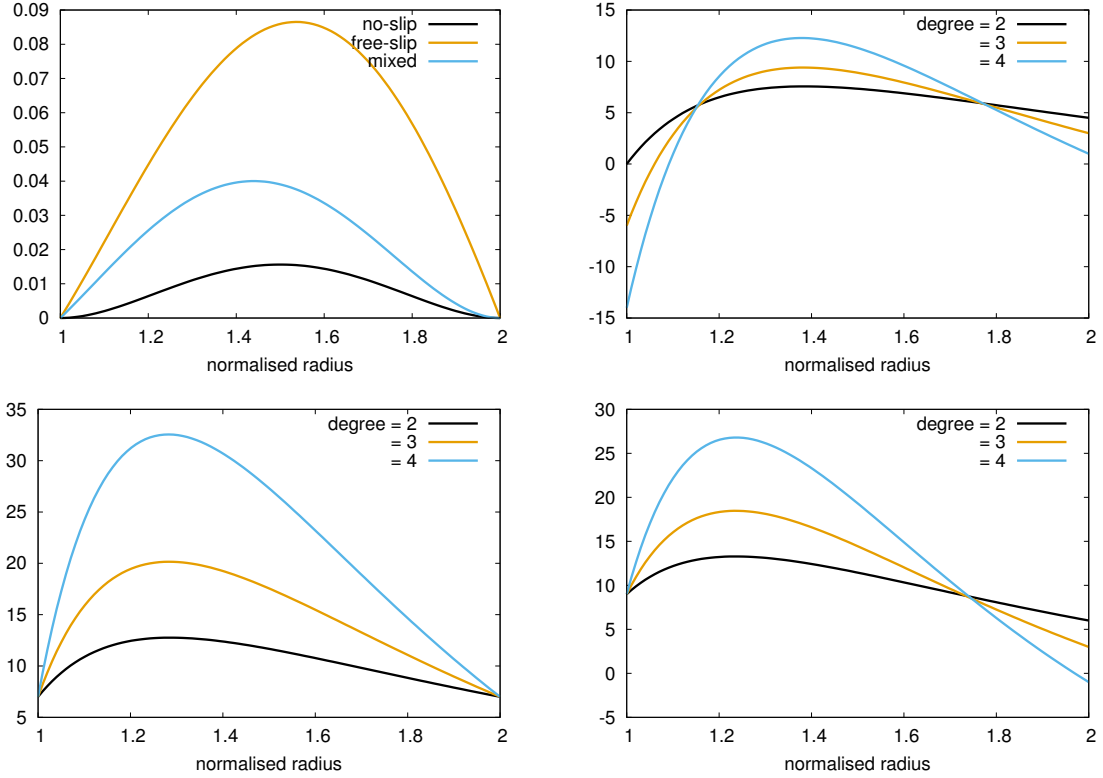 0.09
0.08
0.07
0.06
0.05
0.04
0.03
0.02
0.01
0
no-slip
free-slip
mixed
1 1.2 1.4 1.6 1.8 2
normalised radius
15
10
5
0
-5
-10
-15
degree = 2
= 3
= 4
1 1.2 1.4 1.6 1.8 2
normalised radius
35
30
25
20
15
10
5
degree = 2
= 3
= 4
1 1.2 1.4 1.6 1.8 2
normalised radius
30
25
20
15
10
5
0
-5
degree = 2
= 3
= 4
1 1.2 1.4 1.6 1.8 2
normalised radius